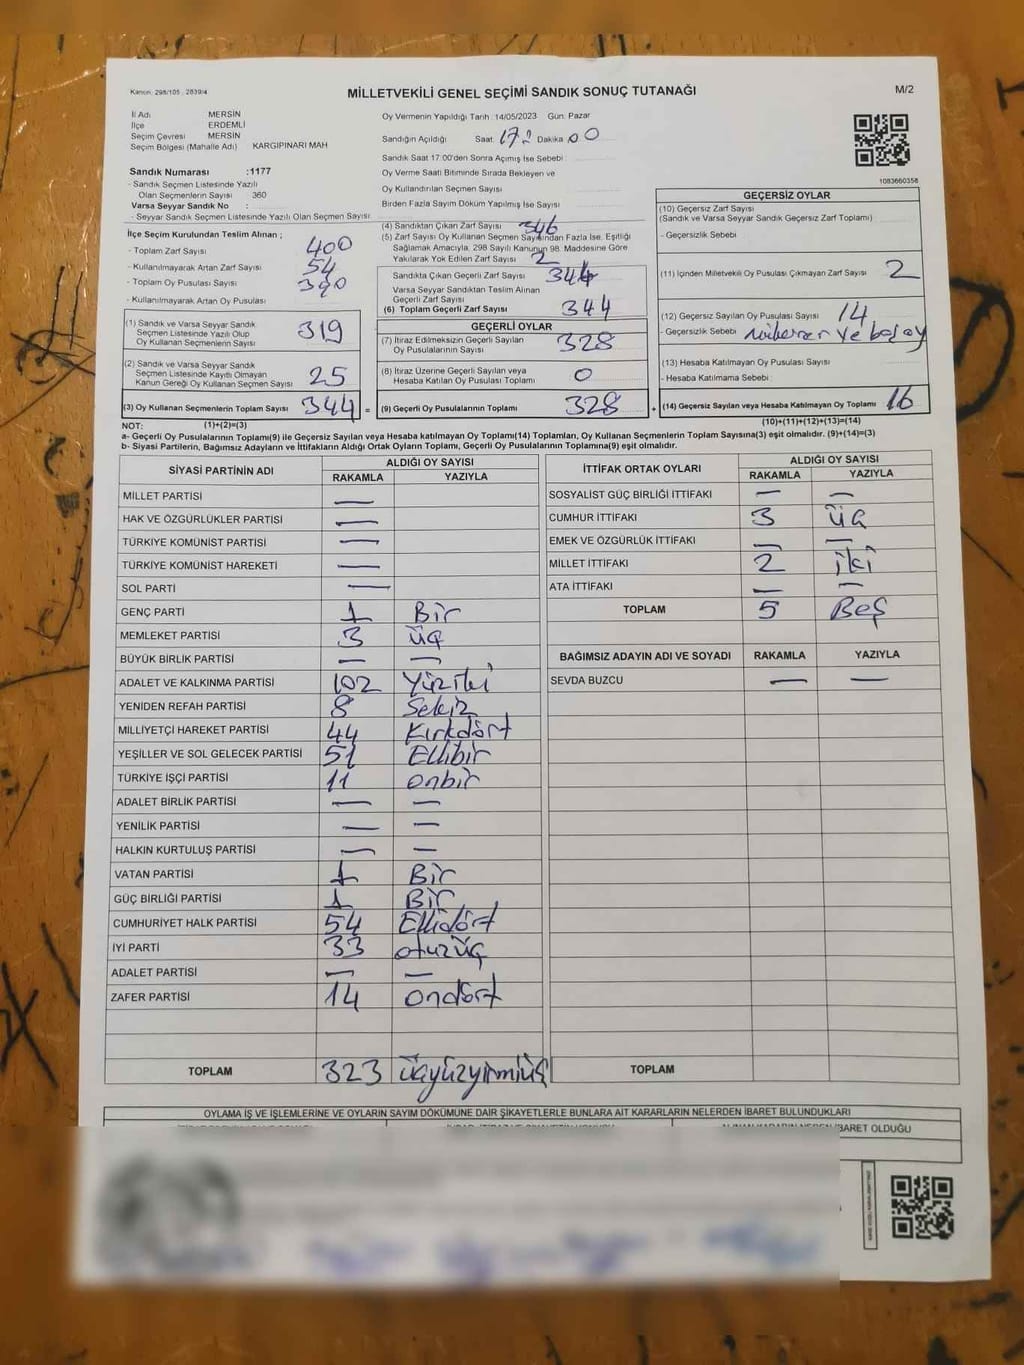 Kanun: 298/105 , 2839/4
MİLLETVEKİLİ GENEL SEÇİMİ SANDIK SONUÇ TUTANAĞI
M/2
İl Adı MERSİN
İlçe ERDEMLİ
Seçim Çevresi MERSİN
Seçim Bölgesi (Mahalle Adı) KARGIPINARI MAH
Sandık Numarası :1177
- Sandık Seçmen Listesinde Yazılı
Olan Seçmenlerin Sayısı : 360
Varsa Seyyar Sandık No :
- Seyyar Sandık Seçmen Listesinde Yazılı Olan Seçmen Sayısı:
Oy Vermenin Yapıldığı Tarih :14/05/2023 Gün: Pazar
Sandığın Açıldığı Saat: 17:00 Dakika 00
Sandık Saat 17:00'den Sonra Açılmış İse Sebebi :
Oy Verme Saati Bitiminde Sırada Bekleyen ve
Oy Kullandırılan Seçmen Sayısı :
Birden Fazla Sayım Döküm Yapılmış İse Sayısı :
1083660358
İlçe Seçim Kurulundan Teslim Alınan ;
- Toplam Zarf Sayısı : 400
- Kullanılmayarak Artan Zarf Sayısı : 54
- Toplam Oy Pusulası Sayısı : 390
- Kullanılmayarak Artan Oy Pusulası
(1) Sandık ve Varsa Seyyar Sandık
Seçmen Listesinde Yazılı Olup
Oy Kullanan Seçmenlerin Sayısı 319
(2) Sandık ve Varsa Seyyar Sandık
Seçmen Listesinde Kayıtlı Olmayan
Kanun Gereği Oy Kullanan Seçmen Sayısı 25
(3) Oy Kullanan Seçmenlerin Toplam Sayısı 344 =
(1)+(2)=(3)
(4) Sandıktan Çıkan Zarf Sayısı : 346
(5) Zarf Sayısı Oy Kullanan Seçmen Sayısından Fazla İse, Eşitliği
Sağlamak Amacıyla, 298 Sayılı Kanunun 98. Maddesine Göre
Yakılarak Yok Edilen Zarf Sayısı : 2
Sandıkta Çıkan Geçerli Zarf Sayısı : 344
Varsa Seyyar Sandıktan Teslim Alınan
Geçerli Zarf Sayısı :
(6) Toplam Geçerli Zarf Sayısı : 344
GEÇERLİ OYLAR
(7) İtiraz Edilmeksizin Geçerli Sayılan
Oy Pusulalarının Sayısı : 328
(8) İtiraz Üzerine Geçerli Sayılan veya
Hesaba Katılan Oy Pusulası Toplamı : 0
(9) Geçerli Oy Pusulalarının Toplamı 328 +
GEÇERSİZ OYLAR
(10) Geçersiz Zarf Sayısı :
(Sandık ve Varsa Seyyar Sandık Geçersiz Zarf Toplamı)
- Geçersizlik Sebebi :
(11) İçinden Milletvekili Oy Pusulası Çıkmayan Zarf Sayısı : 2
(12) Geçersiz Sayılan Oy Pusulası Sayısı : 14
- Geçersizlik Sebebi :
(13) Hesaba Katılmayan Oy Pusulası Sayısı :
- Hesaba Katılmama Sebebi :
(14) Geçersiz Sayılan veya Hesaba Katılmayan Oy Toplamı 16
(10)+(11)+(12)+(13)=(14)
NOT:
a- Geçerli Oy Pusulalarının Toplamı(9) ile Geçersiz Sayılan veya Hesaba katılmayan Oy Toplamı(14) Toplamları, Oy Kullanan Seçmenlerin Toplam Sayısına(3) eşit olmalıdır. (9)+(14)=(3)
b- Siyasi Partilerin, Bağımsız Adayların ve İttifakların Aldığı Ortak Oyların Toplamı, Geçerli Oy Pusulalarının Toplamına(9) eşit olmalıdır.
SİYASİ PARTİNİN ADI ALDIĞI OY SAYISI
RAKAMLA YAZIYLA
MİLLET PARTİSİ —
HAK VE ÖZGÜRLÜKLER PARTİSİ —
TÜRKİYE KOMÜNİST PARTİSİ —
TÜRKİYE KOMÜNİST HAREKETİ —
SOL PARTİ —
GENÇ PARTİ 1 Bir
MEMLEKET PARTİSİ 3 üç
BÜYÜK BİRLİK PARTİSİ — —
ADALET VE KALKINMA PARTİSİ 102 Yüziki
YENİDEN REFAH PARTİSİ 8 Sekiz
MİLLİYETÇİ HAREKET PARTİSİ 44 Kırkdört
YEŞİLLER VE SOL GELECEK PARTİSİ 51 Ellibir
TÜRKİYE İŞÇİ PARTİSİ 11 onbir
ADALET BİRLİK PARTİSİ — —
YENİLİK PARTİSİ — —
HALKIN KURTULUŞ PARTİSİ — —
VATAN PARTİSİ 1 Bir
GÜÇ BİRLİĞİ PARTİSİ 1 Bir
CUMHURİYET HALK PARTİSİ 54 Ellidört
İYİ PARTİ 33 otuzüç
ADALET PARTİSİ — —
ZAFER PARTİSİ 14 ondört
TOPLAM 323 üçyüzyirmiüç
İTTİFAK ORTAK OYLARI ALDIĞI OY SAYISI
RAKAMLA YAZIYLA
SOSYALİST GÜÇ BİRLİĞİ İTTİFAKI — —
CUMHUR İTTİFAKI 3 üç
EMEK VE ÖZGÜRLÜK İTTİFAKI — —
MİLLET İTTİFAKI 2 iki
ATA İTTİFAKI — —
TOPLAM 5 Beş
BAĞIMSIZ ADAYIN ADI VE SOYADI RAKAMLA YAZIYLA
SEVDA BUZCU — —
TOPLAM
OYLAMA İŞ VE İŞLEMLERİNE VE OYLARIN SAYIM DÖKÜMÜNE DAİR ŞİKAYETLERLE BUNLARA AİT KARARLARIN NELERDEN İBARET BULUNDUKLARI
İBARET OLDUĞU